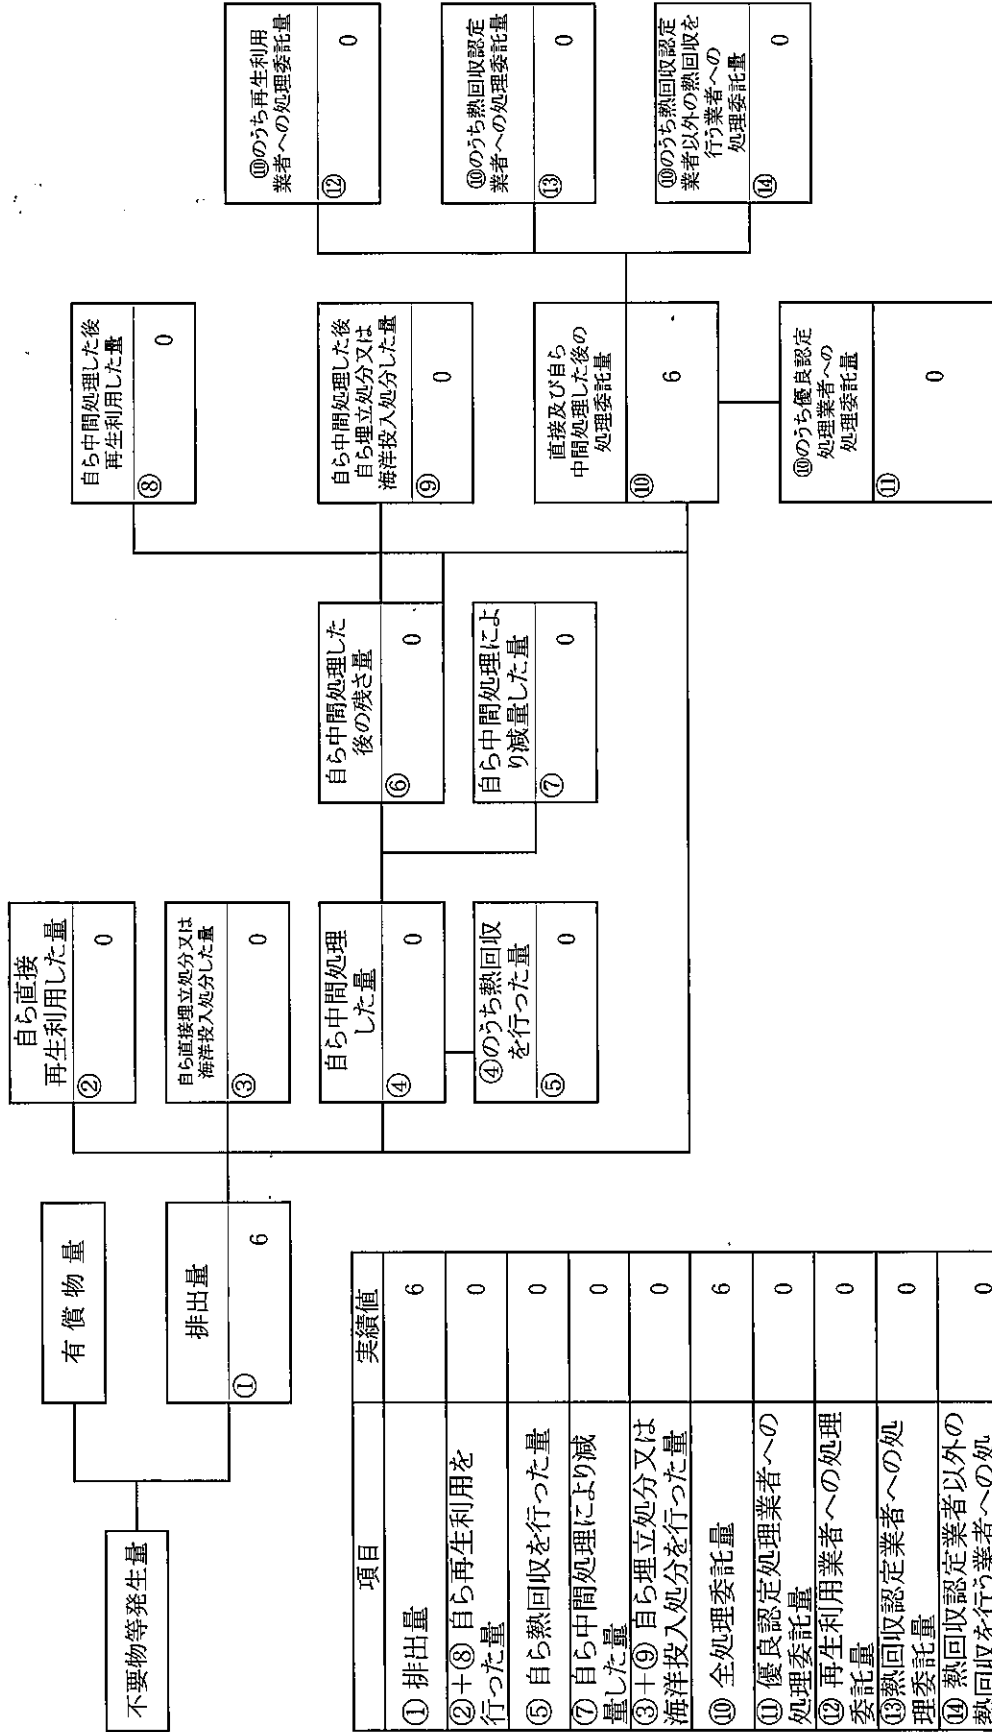 不要物等発生量
有償物量
排出量
①
6
自ら直接
再生利用した量
②
0
自ら直接埋立処分又は
海洋投入処分した量
③
0
自ら中間処理
した量
④
0
④のうち熱回収
を行った量
⑤
0
自ら中間処理した
後の残さ量
⑥
0
自ら中間処理によ
り減量した量
⑦
0
自ら中間処理した後
再生利用した量
⑧
0
自ら中間処理した後
自ら埋立処分又は
海洋投入処分した量
⑨
0
直接及び自ら
中間処理した後の
処理委託量
⑩
6
⑩のうち優良認定
処理業者への
処理委託量
⑪
0
⑩のうち再生利用
業者への処理委託量
⑫
0
⑩のうち熱回収認定
業者への処理委託量
⑬
0
⑩のうち熱回収認定
業者以外の熱回収を
行う業者への
処理委託量
⑭
0
項目 実績値
① 排出量 6
②+⑧ 自ら再生利用を
行った量 0
⑤ 自ら熱回収を行った量 0
⑦ 自ら中間処理により減
量した量 0
③+⑨ 自ら埋立処分又は
海洋投入処分を行った量 0
⑩ 全処理委託量 6
⑪ 優良認定処理業者への
処理委託量 0
⑫ 再生利用業者への処理
委託量 0
⑬熱回収認定業者への処
理委託量 0
⑭ 熱回収認定業者以外の
熱回収を行う業者への処 0